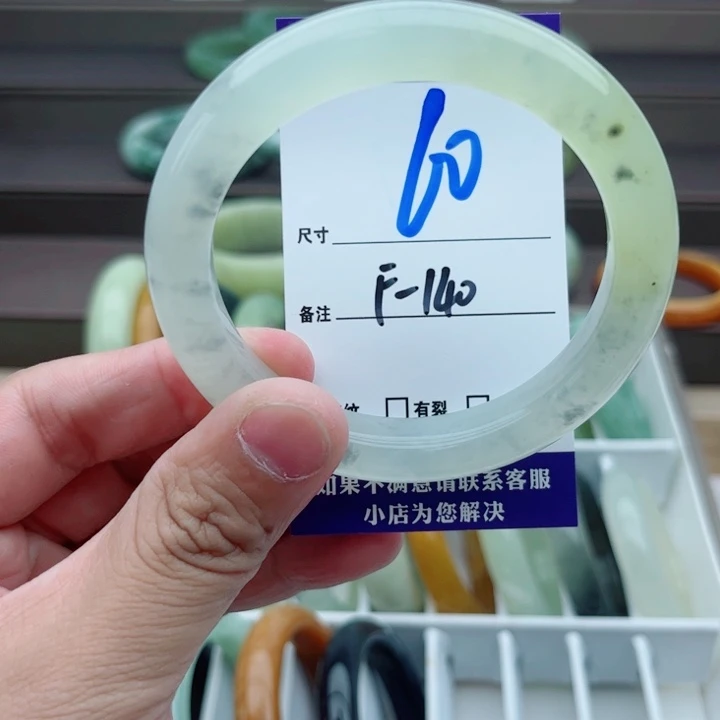 60
尺寸
F-140
备注
纹 □有裂 □
如果不满意请联系客服
小店为您解决